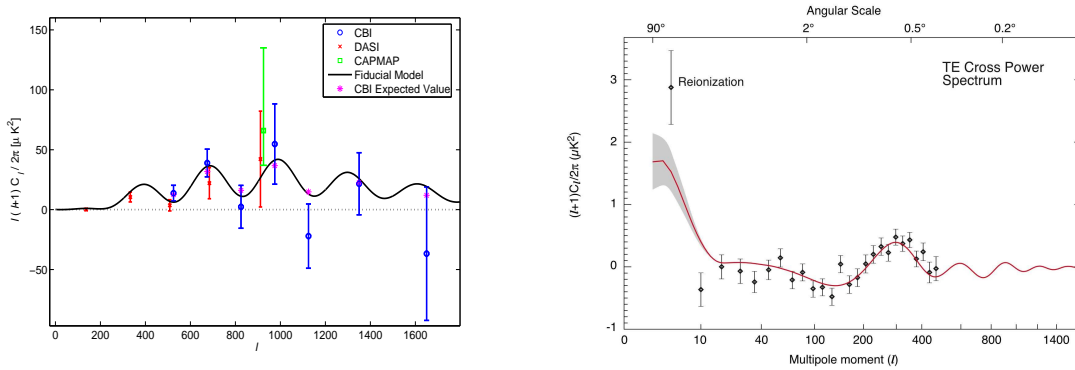 150
100
50
0
−50
0
200
400
600
800
1000
1200
1400
1600
l
l ( l+1) C l / 2π [μ K²]
CBI
DASI
CAPMAP
Fiducial Model
CBI Expected Value
Angular Scale
90°
2°
0.5°
0.2°
TE Cross Power
Spectrum
Reionization
3
2
1
0
-1
(l+1)Cl/2π (μK²)
0
10
40
100
200
400
800
1400
Multipole moment (l)